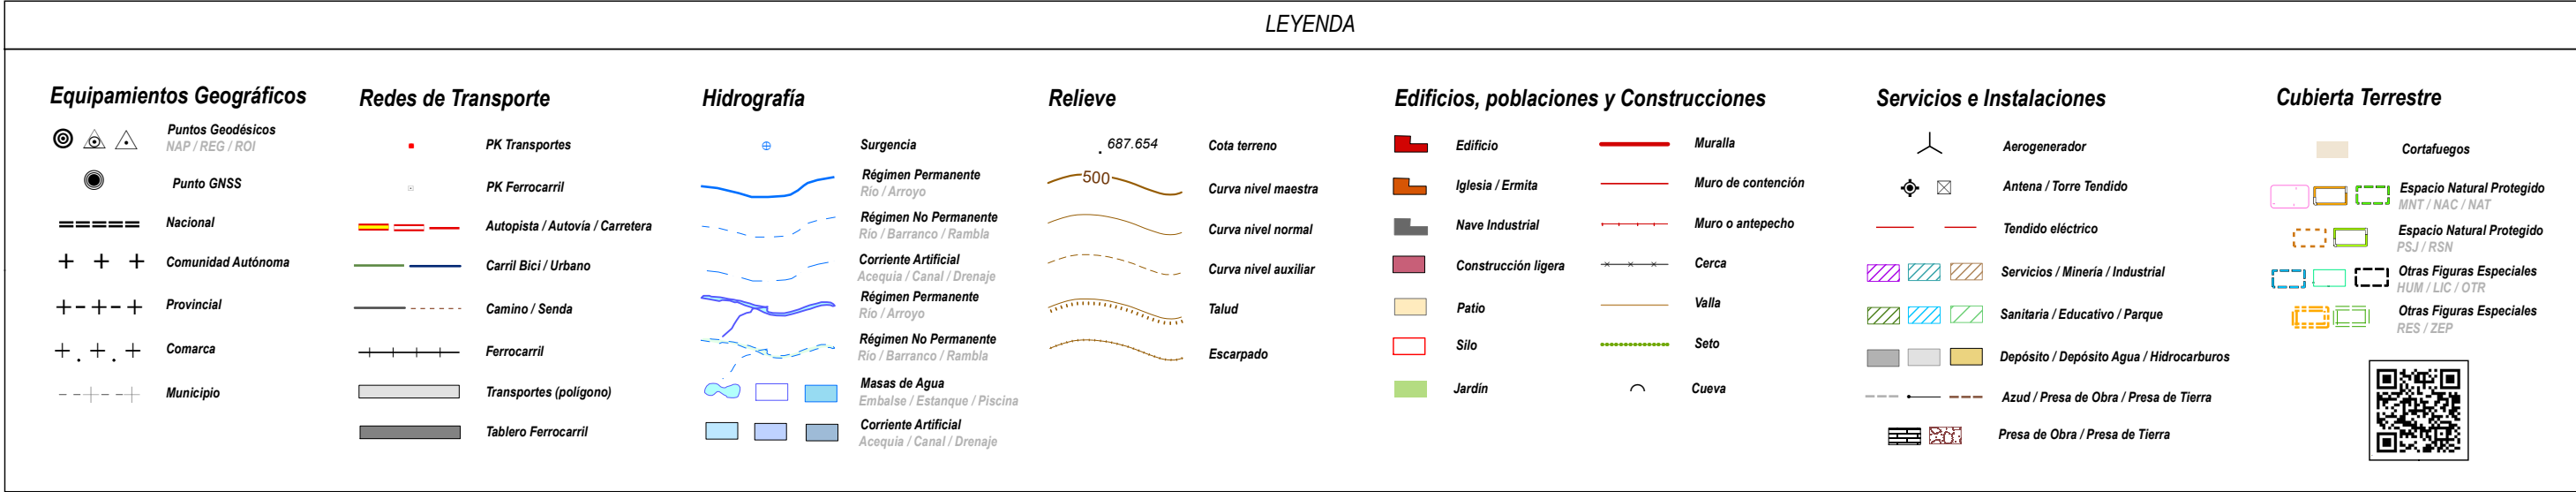 LEYENDA
Equipamientos Geográficos
Puntos Geodésicos
NAP / REG / ROI
Punto GNSS
Nacional
Comunidad Autónoma
Provincial
Comarca
Municipio
Redes de Transporte
PK Transportes
PK Ferrocarril
Autopista / Autovía / Carretera
Carril Bici / Urbano
Camino / Senda
Ferrocarril
Transportes (polígono)
Tablero Ferrocarril
Hidrografía
Surgencia
Régimen Permanente
Río / Arroyo
Régimen No Permanente
Río / Barranco / Rambla
Corriente Artificial
Acequia / Canal / Drenaje
Régimen Permanente
Río / Arroyo
Régimen No Permanente
Río / Barranco / Rambla
Masas de Agua
Embalse / Estanque / Piscina
Corriente Artificial
Acequia / Canal / Drenaje
Relieve
687.654
Cota terreno
500
Curva nivel maestra
Curva nivel normal
Curva nivel auxiliar
Talud
Escarpado
Edificios, poblaciones y Construcciones
Edificio
Iglesia / Ermita
Nave Industrial
Construcción ligera
Patio
Silo
Jardín
Muralla
Muro de contención
Muro o antepecho
Cerca
Valla
Seto
Cueva
Servicios e Instalaciones
Aerogenerador
Antena / Torre Tendido
Tendido eléctrico
Servicios / Minería / Industrial
Sanitaria / Educativo / Parque
Depósito / Depósito Agua / Hidrocarburos
Azud / Presa de Obra / Presa de Tierra
Presa de Obra / Presa de Tierra
Cubierta Terrestre
Cortafuegos
Espacio Natural Protegido
MNT / NAC / NAT
Espacio Natural Protegido
PSJ / RSN
Otras Figuras Especiales
HUM / LIC / OTR
Otras Figuras Especiales
RES / ZEP